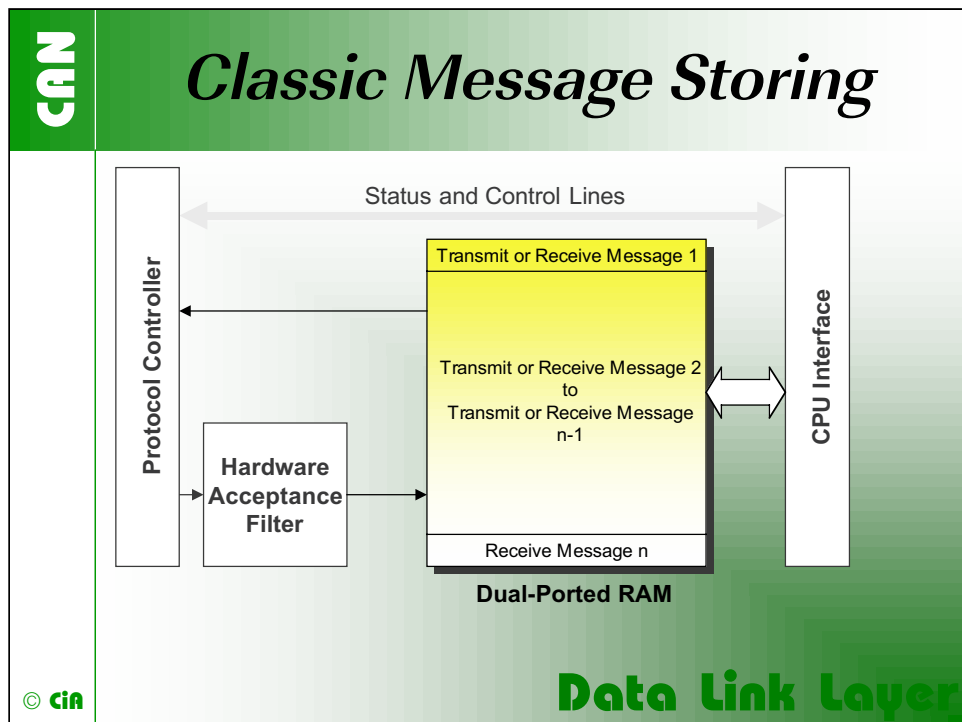 CAN
Classic Message Storing
Status and Control Lines
Protocol Controller
Hardware
Acceptance
Filter
Transmit or Receive Message 1
Transmit or Receive Message 2
to
Transmit or Receive Message
n-1
Receive Message n
Dual-Ported RAM
CPU Interface
© CiA
Data Link Layer